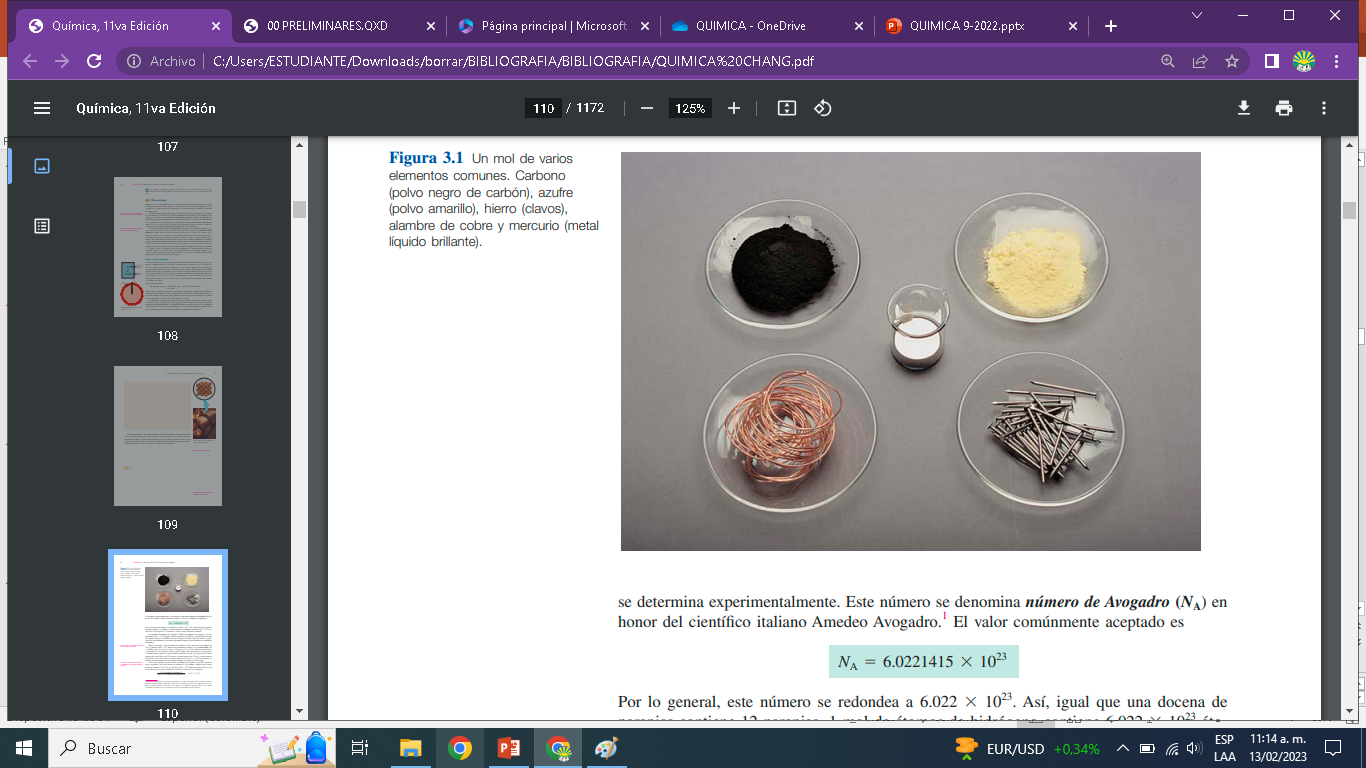 Química, 11va Edición
00 PRELIMINARES.QXD
Página principal | Microsoft
QUIMICA - OneDrive
QUIMICA 9-2022.pptx
Archivo
C:/Users/ESTUDIANTE/Downloads/borrar/BIBLIOGRAFIA/BIBLIOGRAFIA/QUIMICA%20CHANG.pdf
Química, 11va Edición
110 / 1172
125%
107
108
109
110
Figura 3.1 Un mol de varios
elementos comunes. Carbono
(polvo negro de carbón), azufre
(polvo amarillo), hierro (clavos),
alambre de cobre y mercurio (metal
líquido brillante).
se determina experimentalmente. Este número se denomina número de Avogadro (NA) en
honor del científico italiano Amedeo Avogadro.1 El valor comúnmente aceptado es
NA = 6.0221415 × 10²³
Por lo general, este número se redondea a 6.022 × 10²³. Así, igual que una docena de
Buscar
EUR/USD +0,34%
ESP
LAA
11:14 a. m.
13/02/2023